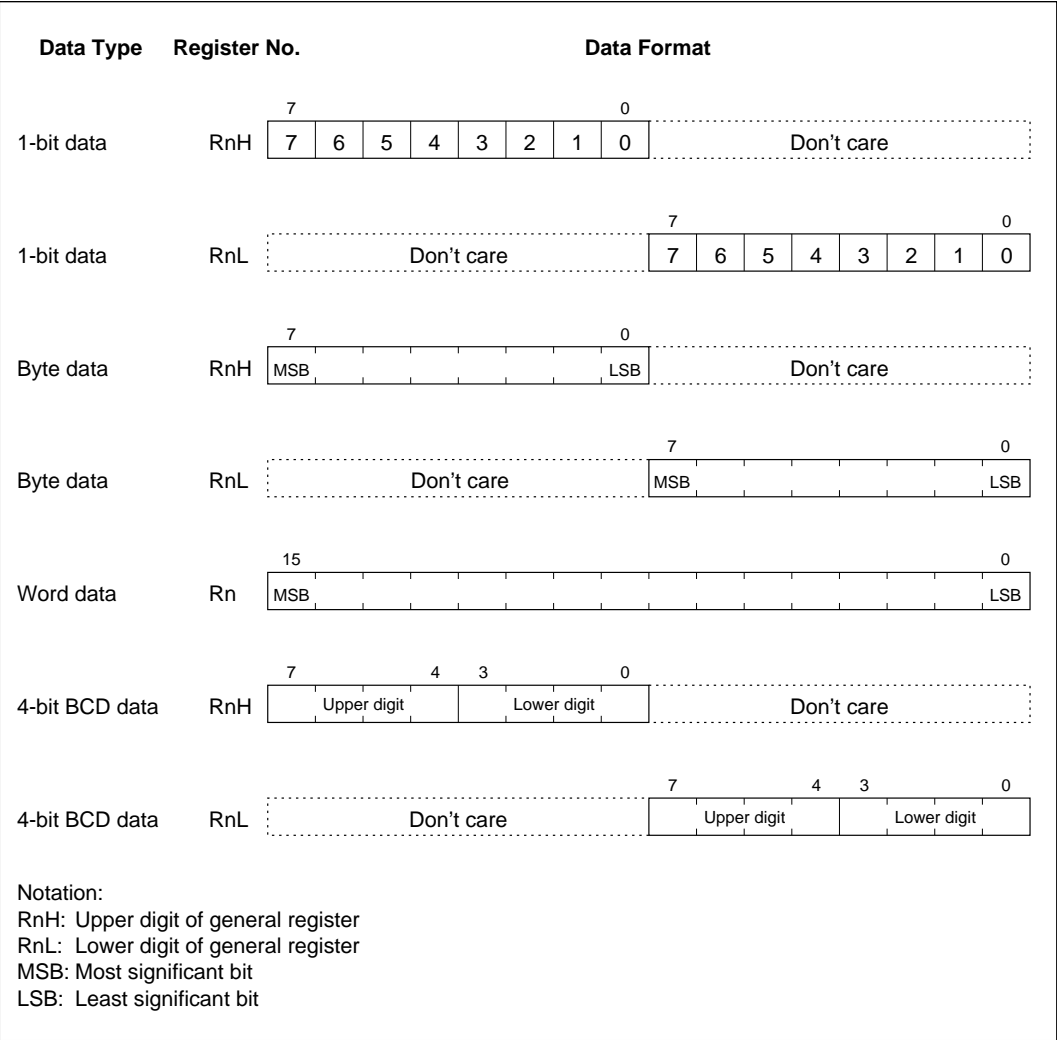 Data Type Register No. Data Format
7 0
1-bit data RnH 7 6 5 4 3 2 1 0 Don't care
7 0
1-bit data RnL Don't care 7 6 5 4 3 2 1 0
7 0
Byte data RnH MSB LSB Don't care
7 0
Byte data RnL Don't care MSB LSB
15 0
Word data Rn MSB LSB
7 4 3 0
4-bit BCD data RnH Upper digit Lower digit Don't care
7 4 3 0
4-bit BCD data RnL Don't care Upper digit Lower digit
Notation:
RnH: Upper digit of general register
RnL: Lower digit of general register
MSB: Most significant bit
LSB: Least significant bit